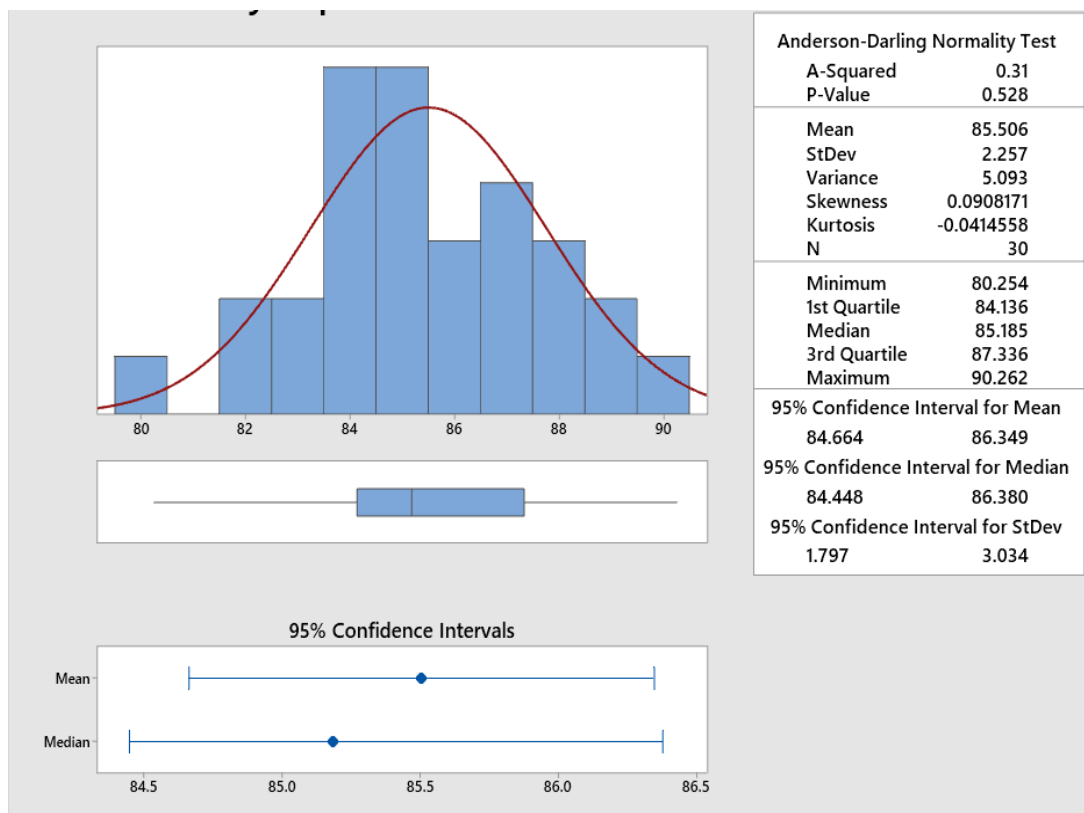 80 82 84 86 88 90
95% Confidence Intervals
Mean
Median
84.5 85.0 85.5 86.0 86.5
Anderson-Darling Normality Test
A-Squared 0.31
P-Value 0.528
Mean 85.506
StDev 2.257
Variance 5.093
Skewness 0.0908171
Kurtosis -0.0414558
N 30
Minimum 80.254
1st Quartile 84.136
Median 85.185
3rd Quartile 87.336
Maximum 90.262
95% Confidence Interval for Mean
84.664 86.349
95% Confidence Interval for Median
84.448 86.380
95% Confidence Interval for StDev
1.797 3.034